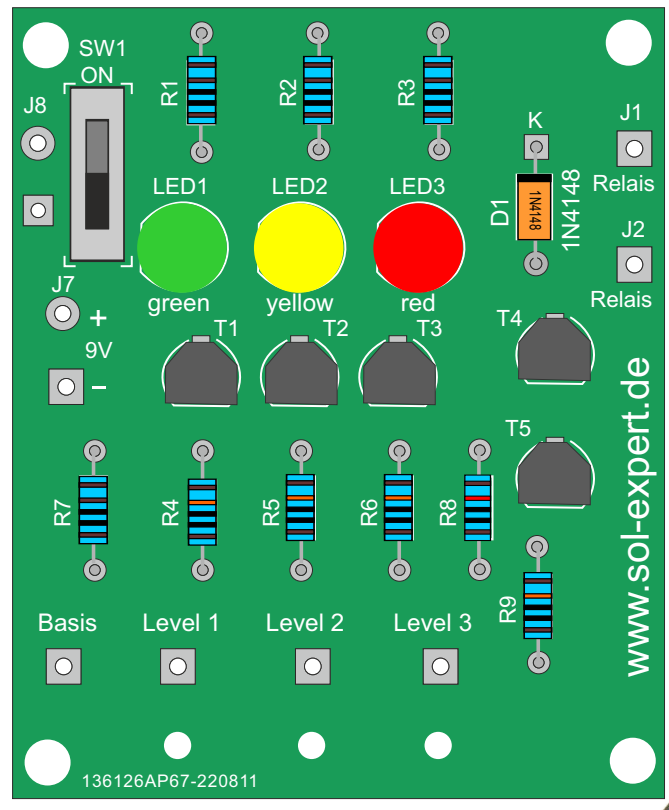 SW1
ON
J8
R1
R2
R3
K
J1
Relais
D1
1N4148
1N4148
J2
Relais
LED1
LED2
LED3
green
yellow
red
J7
+
9V
-
T1
T2
T3
T4
T5
R7
R4
R5
R6
R8
R9
www.sol-expert.de
Basis
Level 1
Level 2
Level 3
136126AP67-220811